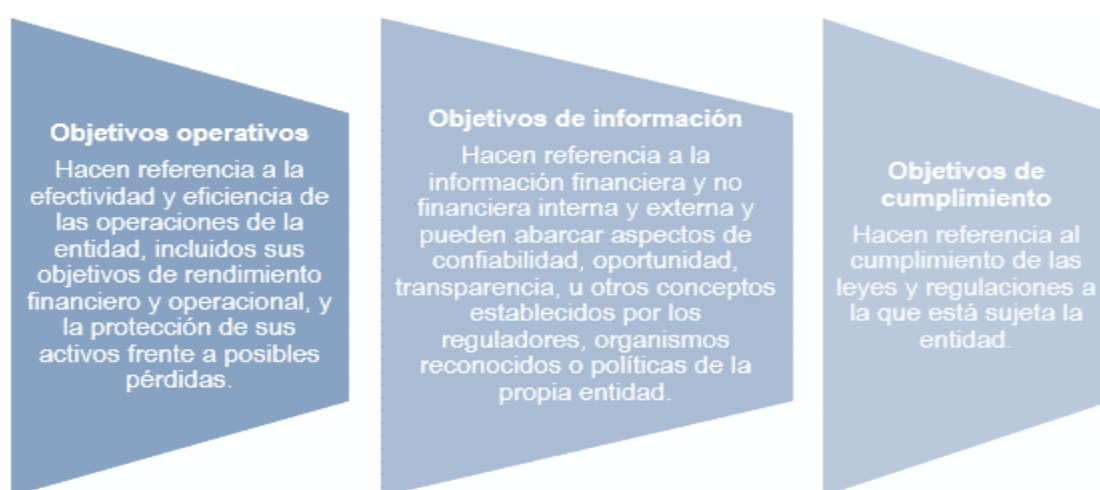 Objetivos operativos
Hacen referencia a la
efectividad y eficiencia de
las operaciones de la
entidad, incluidos sus
objetivos de rendimiento
financiero y operacional, y
la protección de sus
activos frente a posibles
pérdidas.
Objetivos de información
Hacen referencia a la
información financiera y no
financiera interna y externa y
pueden abarcar aspectos de
confiabilidad, oportunidad,
transparencia, u otros conceptos
establecidos por los
reguladores, organismos
reconocidos o políticas de la
propia entidad.
Objetivos de
cumplimiento
Hacen referencia al
cumplimiento de las
leyes y regulaciones a
la que está sujeta la
entidad.